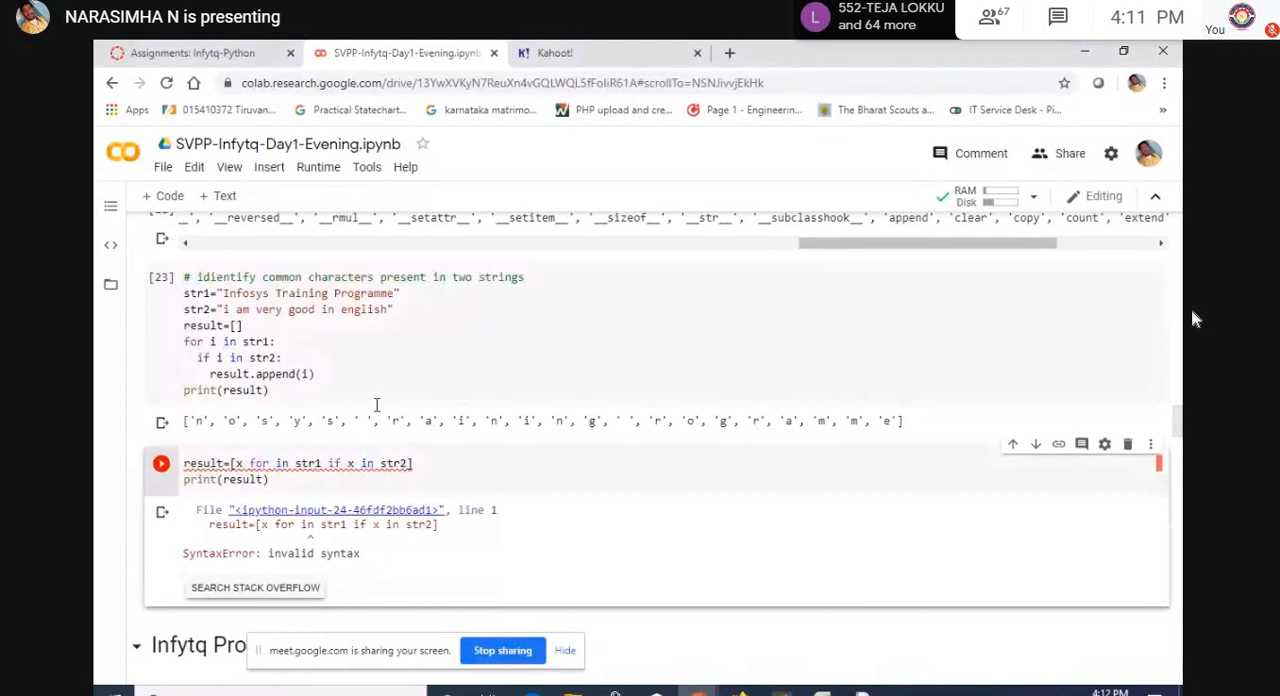 NARASIMHA N is presenting
552-TEJA LOKKU
and 64 more
67
4:11 PM
You
L
Assignments: Infytq-Python
SVPP-Infytq-Day1-Evening.ipynb
K! Kahoot!
colab.research.google.com/drive/13YwXVKyN7ReuXn4vGQLWQL5fFoIiR61A#scrollTo=NSNJivvjEkHk
Apps
015410372 Tiruvan...
Practical Statechart...
karnataka matrimo...
PHP upload and cre...
Page 1 - Engineerin...
The Bharat Scouts a...
IT Service Desk - Pi...
»
SVPP-Infytq-Day1-Evening.ipynb
File Edit View Insert Runtime Tools Help
Comment
Share
+ Code + Text
RAM
Disk
Editing
__', '__reversed__', '__rmul__', '__setattr__', '__setitem__', '__sizeof__', '__str__', '__subclasshook__', 'append', 'clear', 'copy', 'count', 'extend'
[23] # idientify common characters present in two strings
str1="Infosys Training Programme"
str2="i am very good in english"
result=[]
for i in str1:
if i in str2:
result.append(i)
print(result)
['n', 'o', 's', 'y', 's', ' ', 'r', 'a', 'i', 'n', 'i', 'n', 'g', ' ', 'r', 'o', 'g', 'r', 'a', 'm', 'm', 'e']
result=[x for in str1 if x in str2]
print(result)
File "<ipython-input-24-46fdf2bb6ad1>", line 1
result=[x for in str1 if x in str2]
^
SyntaxError: invalid syntax
SEARCH STACK OVERFLOW
Infytq Pro
meet.google.com is sharing your screen.
Stop sharing
Hide
4:12 PM